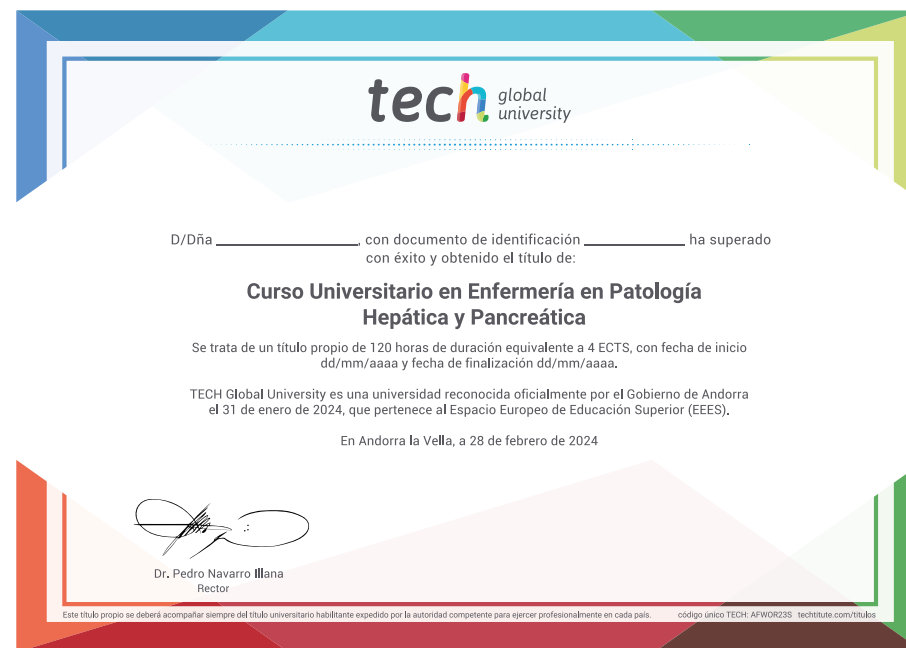 tech global university
D/Dña ______________, con documento de identificación __________ ha superado
con éxito y obtenido el título de:
Curso Universitario en Enfermería en Patología
Hepática y Pancreática
Se trata de un título propio de 120 horas de duración equivalente a 4 ECTS, con fecha de inicio
dd/mm/aaaa y fecha de finalización dd/mm/aaaa.
TECH Global University es una universidad reconocida oficialmente por el Gobierno de Andorra
el 31 de enero de 2024, que pertenece al Espacio Europeo de Educación Superior (EEES).
En Andorra la Vella, a 28 de febrero de 2024
Dr. Pedro Navarro Illana
Rector
Este título propio se deberá acompañar siempre del título universitario habilitante expedido por la autoridad competente para ejercer profesionalmente en cada país. código único TECH: AFWOR23S techtitute.com/titulos